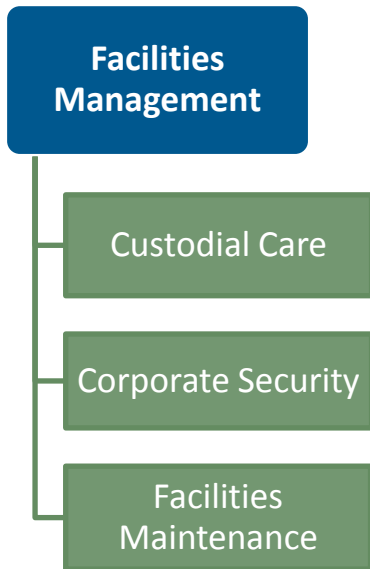 Facilities
Management
Custodial Care
Corporate Security
Facilities
Maintenance